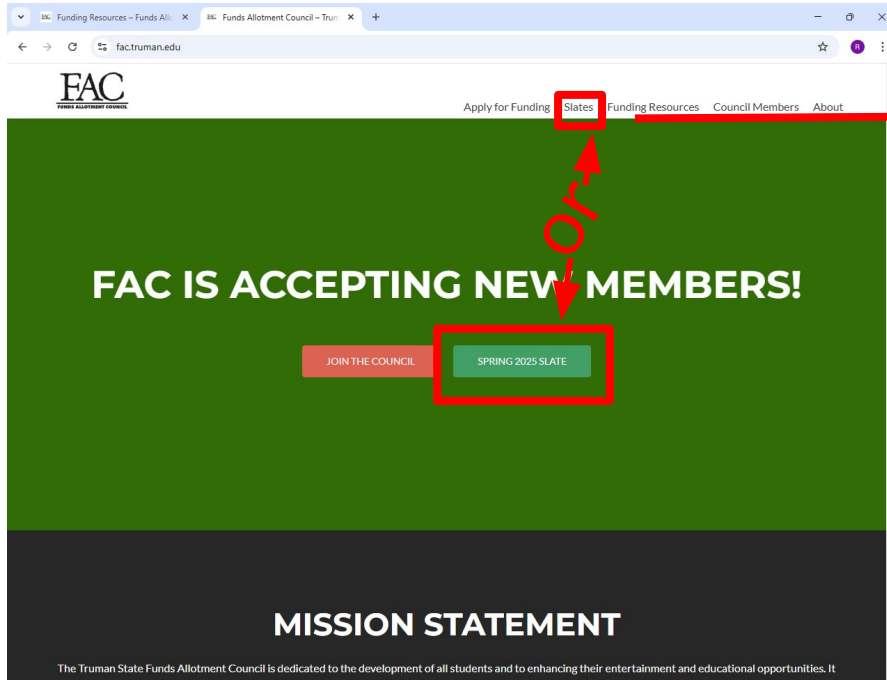 Funding Resources – Funds Allo
Funds Allotment Council – Trum
fac.truman.edu
R
FAC
FUNDS ALLOTMENT COUNCIL
Apply for Funding Slates Funding Resources Council Members About
or
FAC IS ACCEPTING NEW MEMBERS!
JOIN THE COUNCIL
SPRING 2025 SLATE
MISSION STATEMENT
The Truman State Funds Allotment Council is dedicated to the development of all students and to enhancing their entertainment and educational opportunities. It